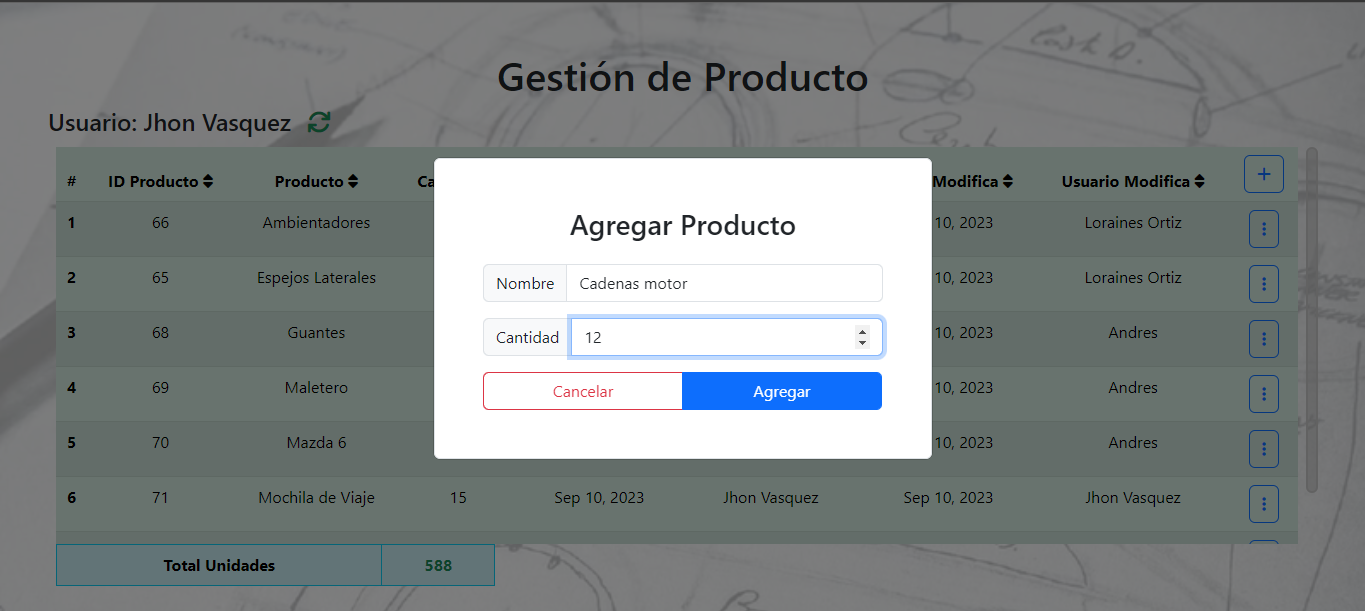 Gestión de Producto
Usuario: Jhon Vasquez
# ID Producto Producto Ca Modifica Usuario Modifica +
1 66 Ambientadores 10, 2023 Loraines Ortiz
2 65 Espejos Laterales 10, 2023 Loraines Ortiz
3 68 Guantes 10, 2023 Andres
4 69 Maletero 10, 2023 Andres
5 70 Mazda 6 10, 2023 Andres
6 71 Mochila de Viaje 15 Sep 10, 2023 Jhon Vasquez Sep 10, 2023 Jhon Vasquez
Total Unidades 588
Agregar Producto
Nombre Cadenas motor
Cantidad 12
Cancelar Agregar